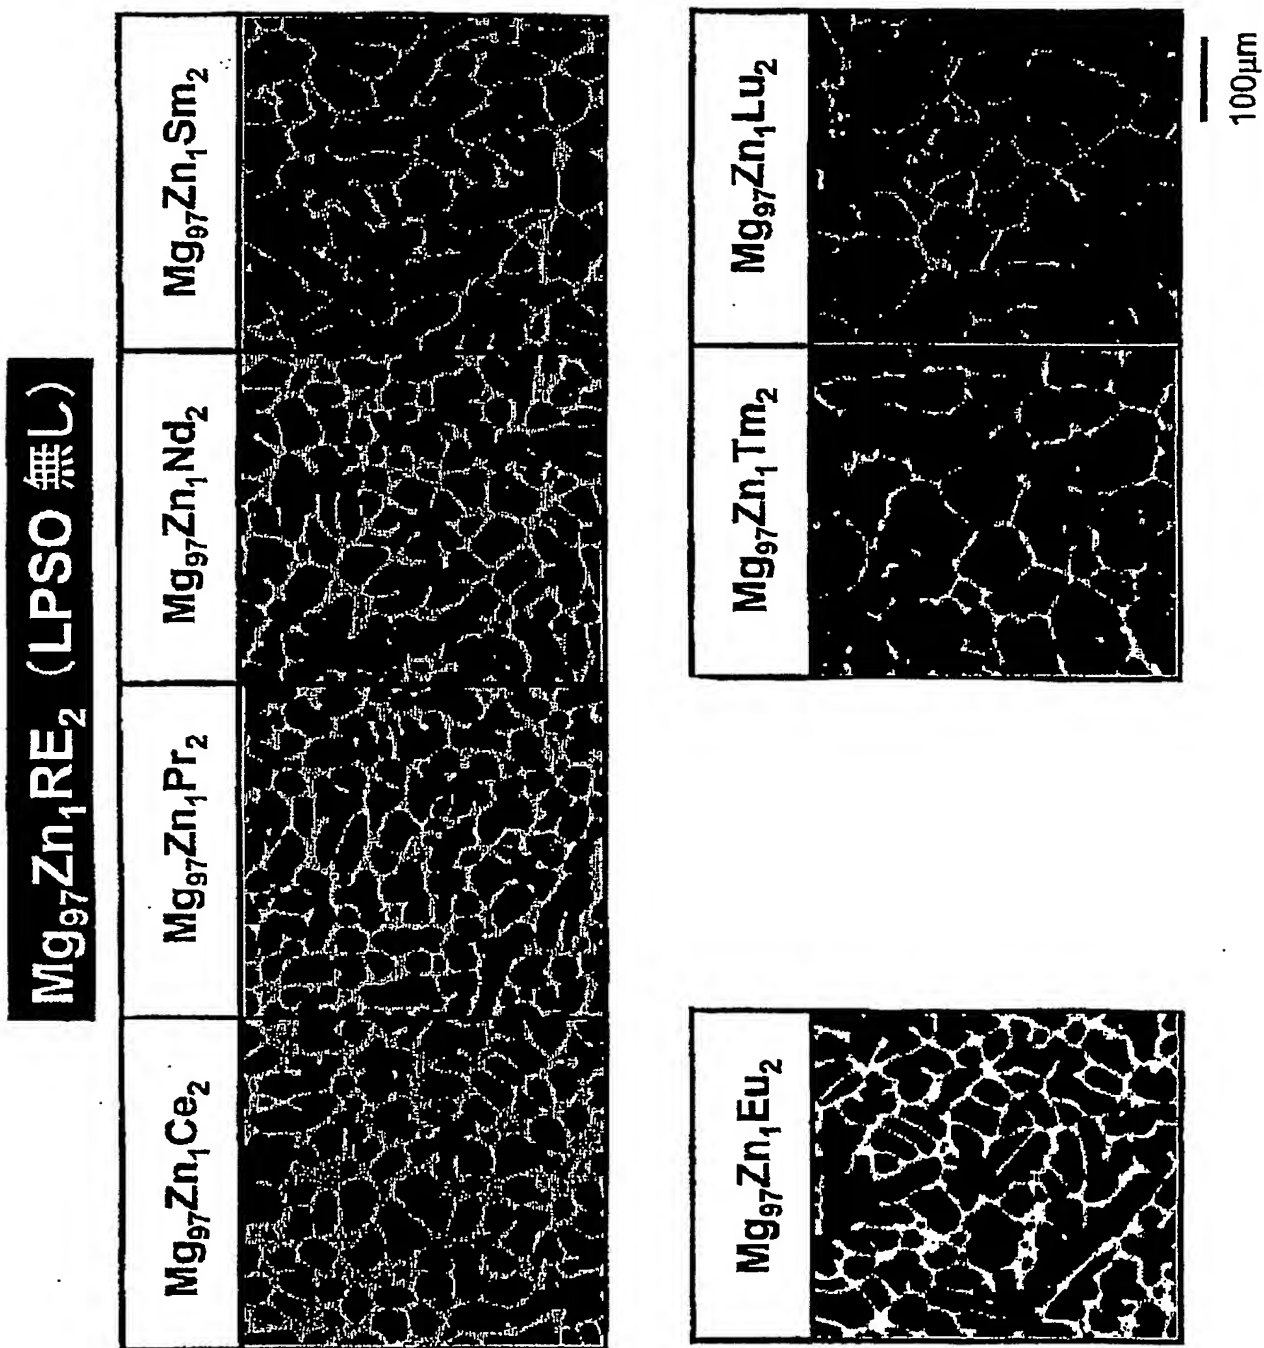 Mg₉₇Zn₁RE₂ (LPSO 無し)
Mg₉₇Zn₁Ce₂
Mg₉₇Zn₁Pr₂
Mg₉₇Zn₁Nd₂
Mg₉₇Zn₁Sm₂
Mg₉₇Zn₁Eu₂
Mg₉₇Zn₁Tm₂
Mg₉₇Zn₁Lu₂
100μm